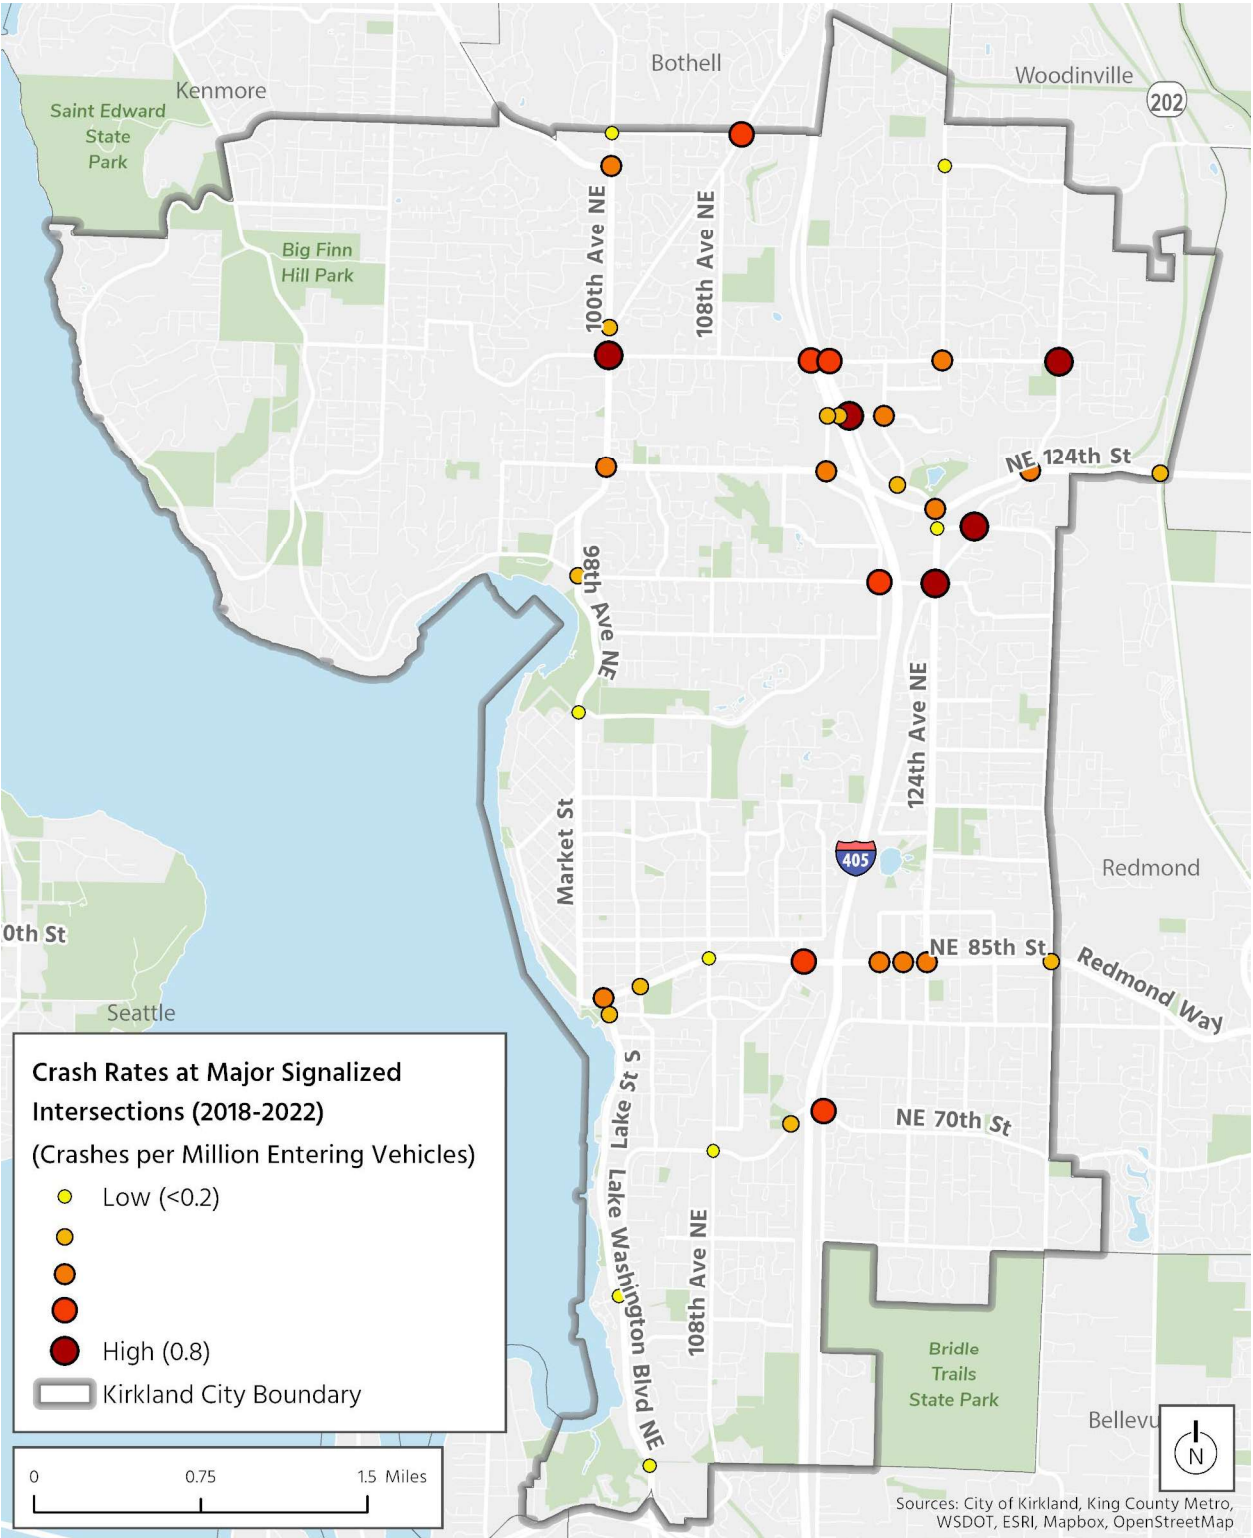 Bothell
Woodinville
202
Kenmore
Saint Edward
State
Park
Big Finn
Hill Park
100th Ave NE
108th Ave NE
NE 124th St
98th Ave NE
124th Ave NE
Market St
405
Redmond
NE 85th St
Redmond Way
0th St
Seattle
Lake St S
NE 70th St
Lake Washington Blvd NE
108th Ave NE
Bridle
Trails
State Park
Bellevu
Crash Rates at Major Signalized
Intersections (2018-2022)
(Crashes per Million Entering Vehicles)
Low (<0.2)
High (0.8)
Kirkland City Boundary
0 0.75 1.5 Miles
N
Sources: City of Kirkland, King County Metro,
WSDOT, ESRI, Mapbox, OpenStreetMap